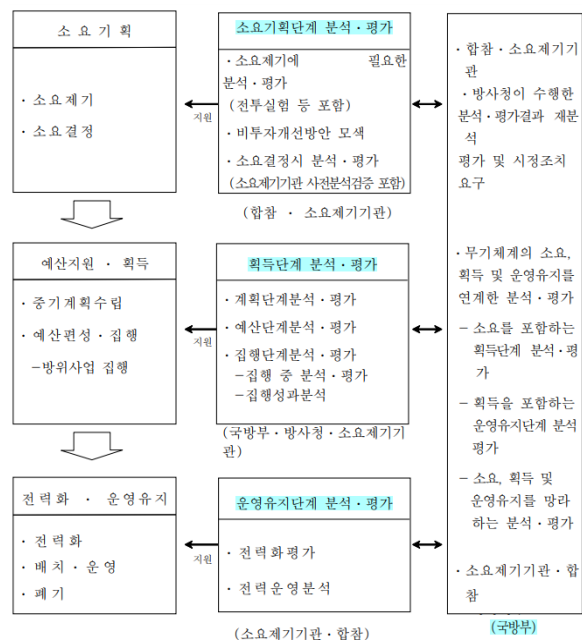 소 요 기 획
· 소요제기
· 소요결정
지원
소요기획단계 분석 · 평가
· 소요제기에 필요한
분석 · 평가
(전투실험 등 포함)
· 비투자개선방안 모색
· 소요결정시 분석 · 평가
(소요제기기관 사전분석검증 포함)
(합참 · 소요제기기관)
예산지원 · 획득
· 중기계획수립
· 예산편성 · 집행
－방위사업 집행
지원
획득단계 분석 · 평가
· 계획단계분석 · 평가
· 예산단계분석 · 평가
· 집행단계분석 · 평가
－집행 중 분석 · 평가
－집행성과분석
(국방부 · 방사청 · 소요제기기
관)
전력화 · 운영유지
· 전력화
· 배치 · 운영
· 폐기
지원
운영유지단계 분석 · 평가
· 전력화평가
· 전력운영분석
(소요제기기관 · 합참)
· 합참 · 소요제기기
관
· 방사청이 수행한
분석 · 평가결과 재분
석
평가 및 시정조치
요구
· 무기체계의 소요,
획득 및 운영유지를
연계한 분석 · 평가
－ 소요를 포함하는
획득단계 분석 · 평
가
－ 획득을 포함하는
운영유지단계 분석
평가
－ 소요, 획득 및
운영유지를 망라
하는 분석 · 평가
· 소요제기기관 · 합
참
(국방부)